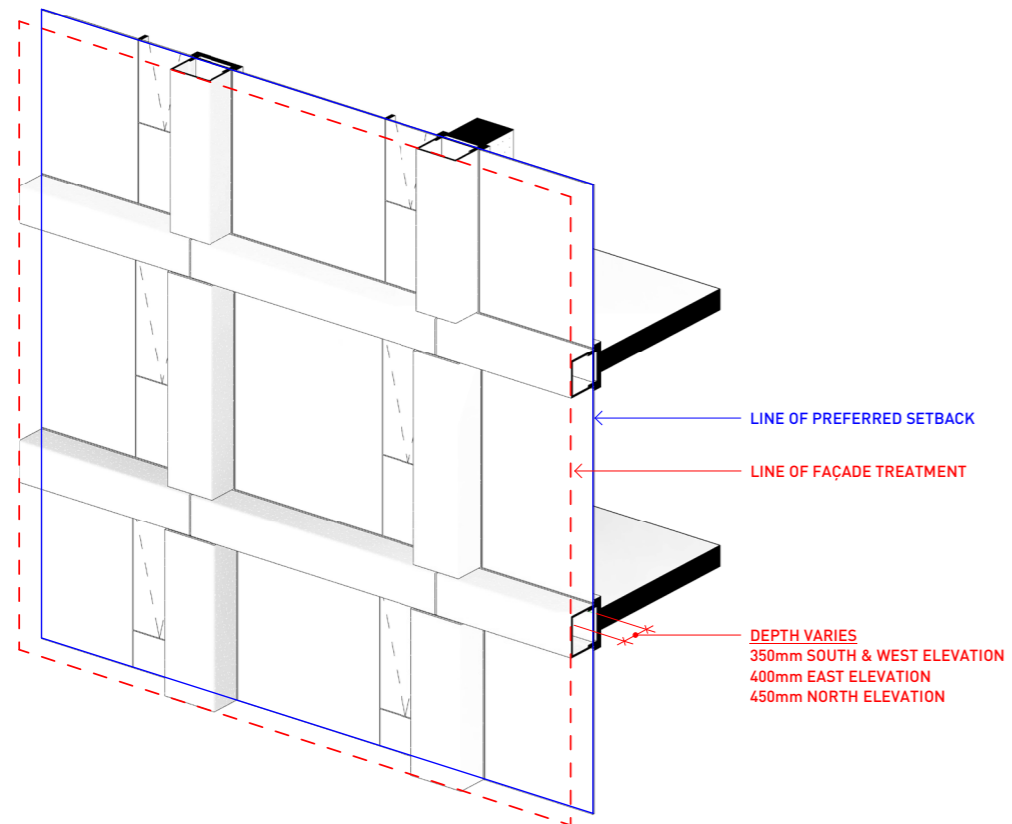 LINE OF PREFERRED SETBACK
LINE OF FAÇADE TREATMENT
DEPTH VARIES
350mm SOUTH & WEST ELEVATION
400mm EAST ELEVATION
450mm NORTH ELEVATION